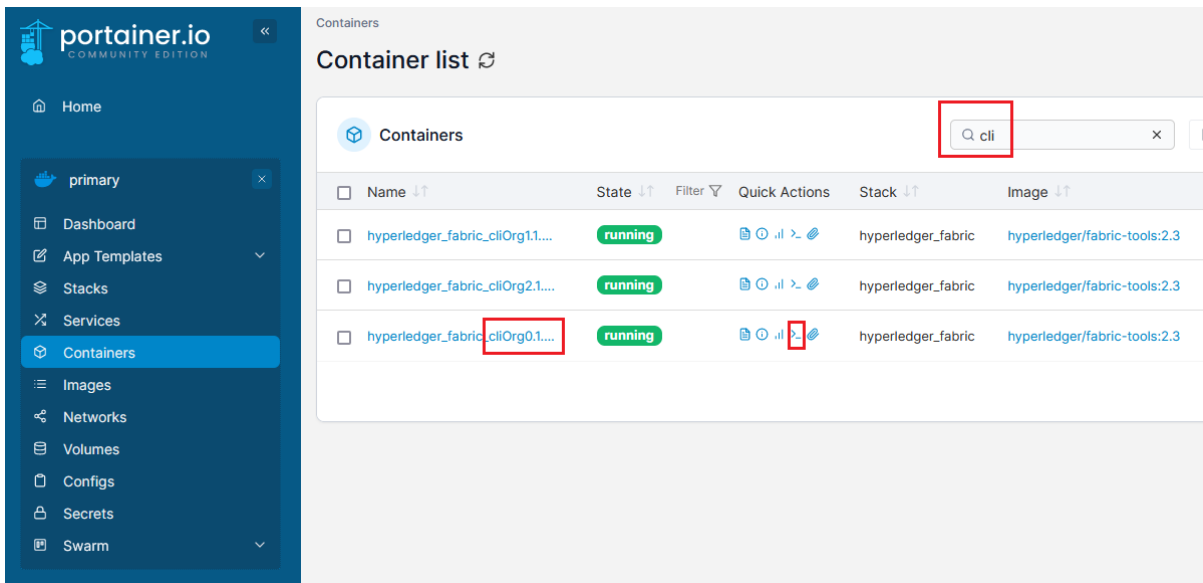 portainer.io
COMMUNITY EDITION
Home
primary
Dashboard
App Templates
Stacks
Services
Containers
Images
Networks
Volumes
Configs
Secrets
Swarm
Containers
Container list
Containers
cli
Name State Filter Quick Actions Stack Image
hyperledger_fabric_cliOrg1.1.... running hyperledger_fabric hyperledger/fabric-tools:2.3
hyperledger_fabric_cliOrg2.1.... running hyperledger_fabric hyperledger/fabric-tools:2.3
hyperledger_fabric_cliOrg0.1.... running hyperledger_fabric hyperledger/fabric-tools:2.3